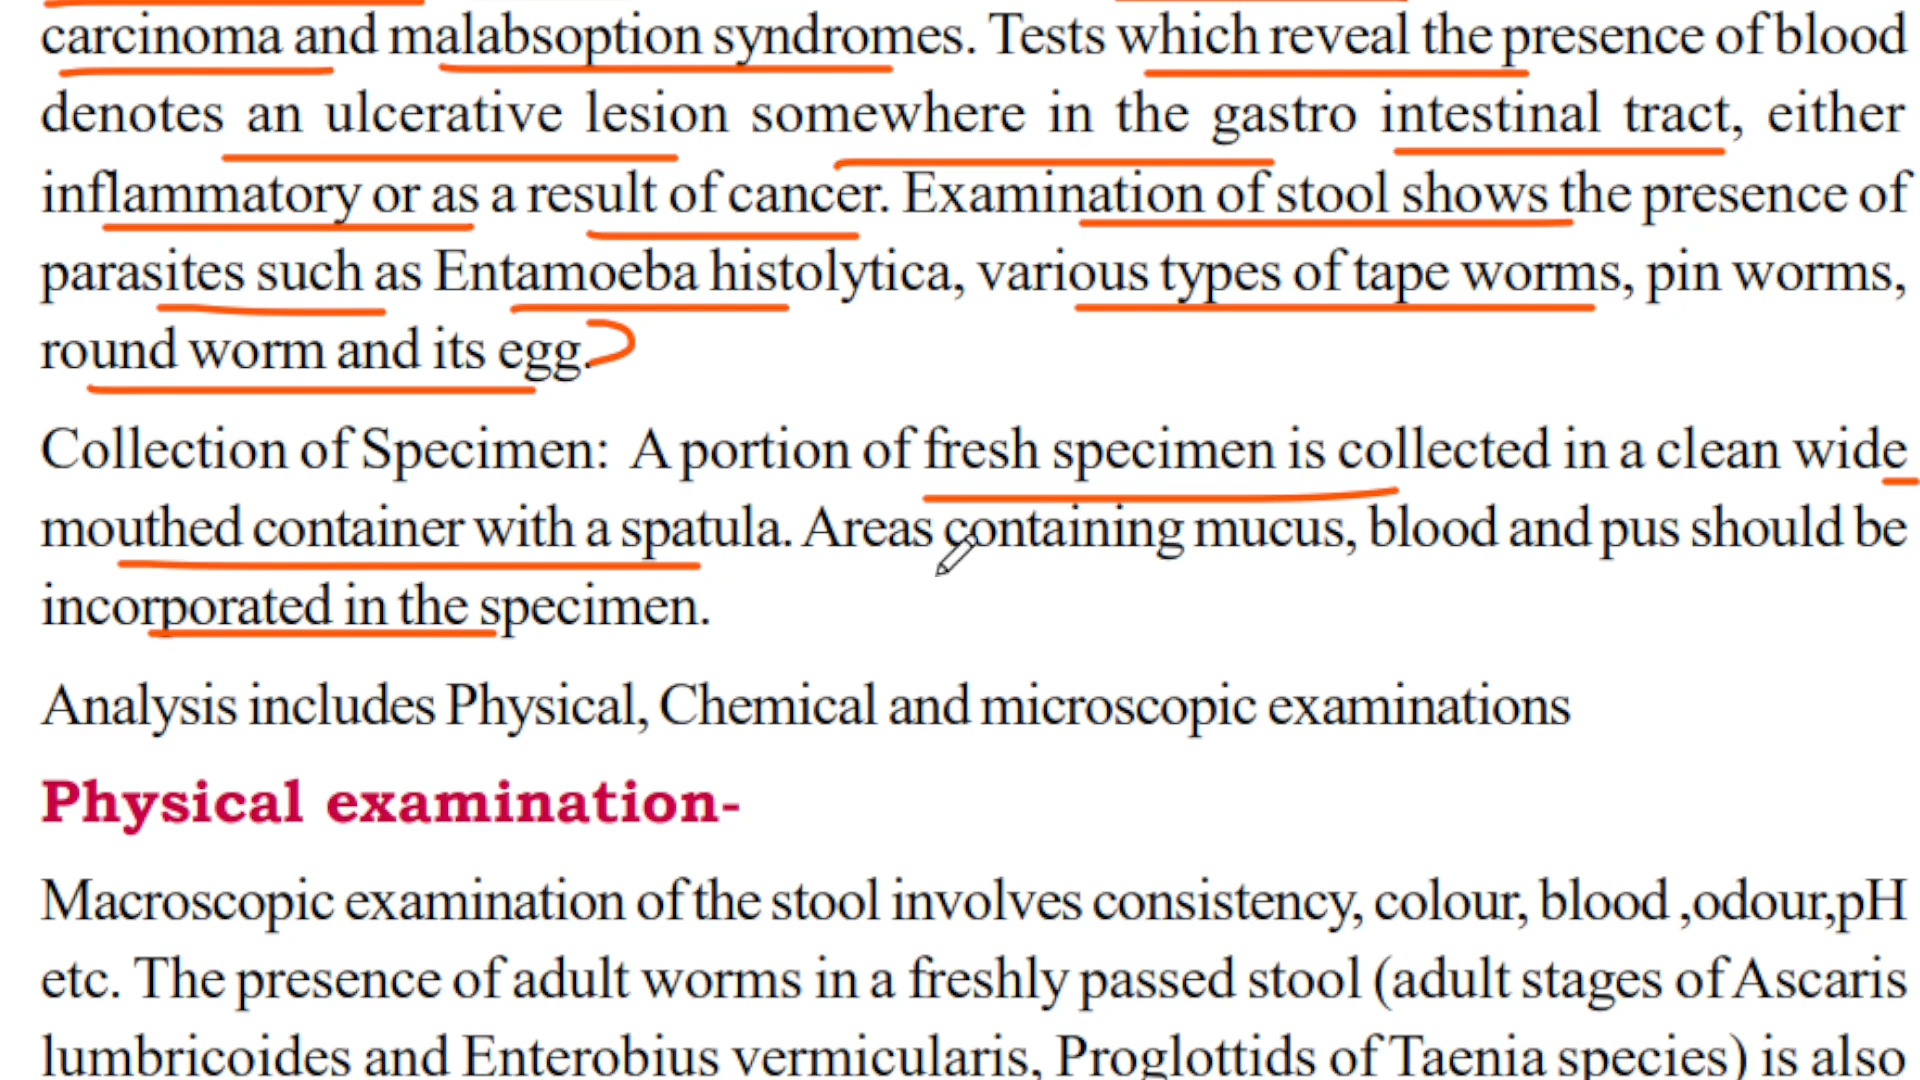 carcinoma and malabsoption syndromes. Tests which reveal the presence of blood
denotes an ulcerative lesion somewhere in the gastro intestinal tract, either
inflammatory or as a result of cancer. Examination of stool shows the presence of
parasites such as Entamoeba histolytica, various types of tape worms, pin worms,
round worm and its egg.
Collection of Specimen: A portion of fresh specimen is collected in a clean wide
mouthed container with a spatula. Areas containing mucus, blood and pus should be
incorporated in the specimen.
Analysis includes Physical, Chemical and microscopic examinations
Physical examination-
Macroscopic examination of the stool involves consistency, colour, blood ,odour,pH
etc. The presence of adult worms in a freshly passed stool (adult stages of Ascaris
lumbricoides and Enterobius vermicularis, Proglottids of Taenia species) is also